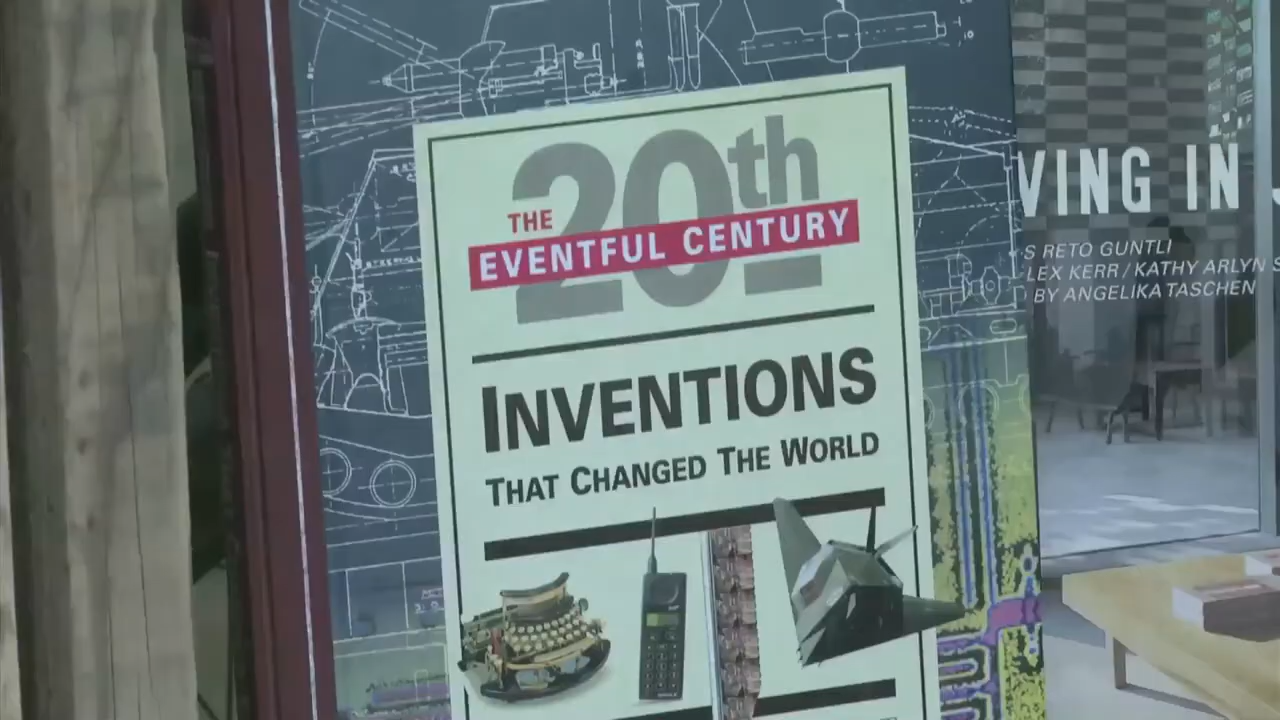 20th
THE
EVENTFUL CENTURY
INVENTIONS
THAT CHANGED THE WORLD
VING IN
S RETO GUNTLI
LEX KERR / KATHY ARLYN S
BY ANGELIKA TASCHEN